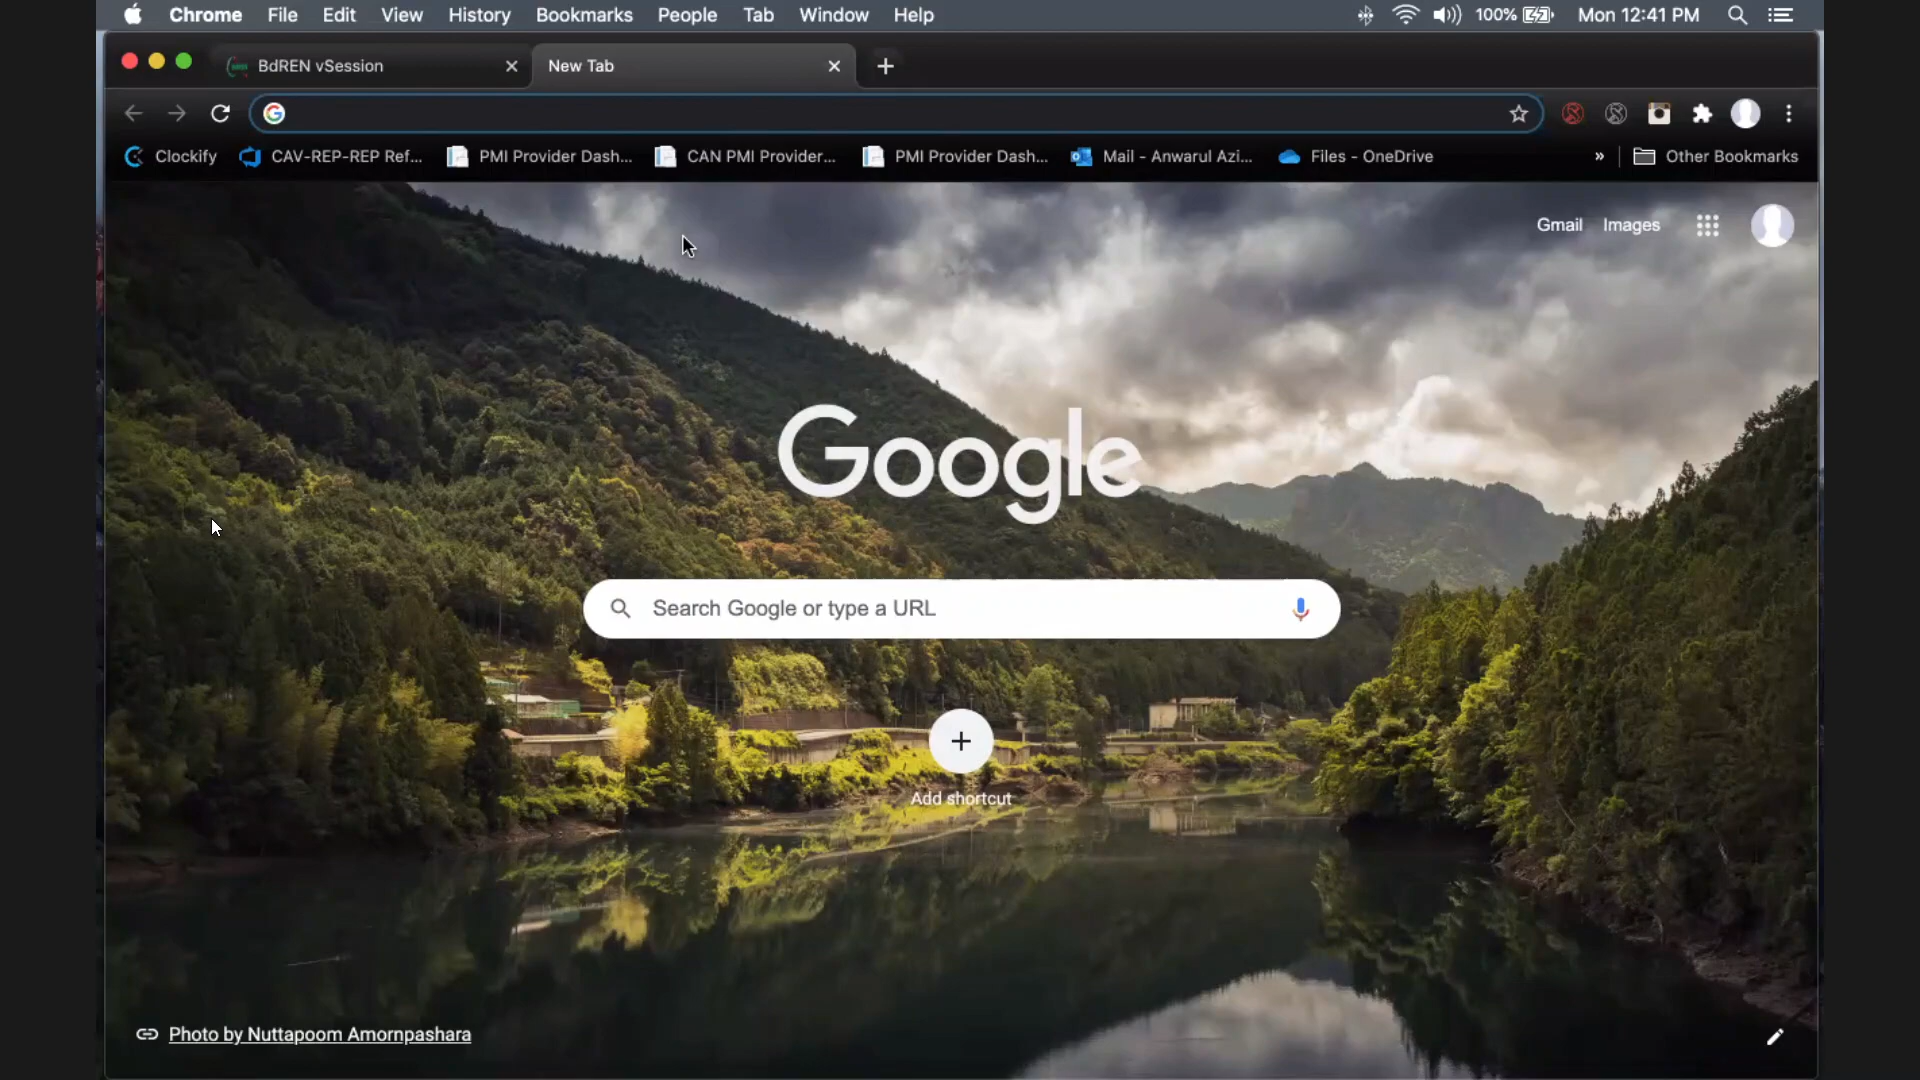 Chrome File Edit View History Bookmarks People Tab Window Help 100% Mon 12:41 PM
BdREN vSession New Tab
Clockify CAV-REP-REP Ref... PMI Provider Dash... CAN PMI Provider... PMI Provider Dash... Mail - Anwarul Azi... Files - OneDrive » Other Bookmarks
Gmail Images
Google
Search Google or type a URL
Add shortcut
Photo by Nuttapoom Amornpashara